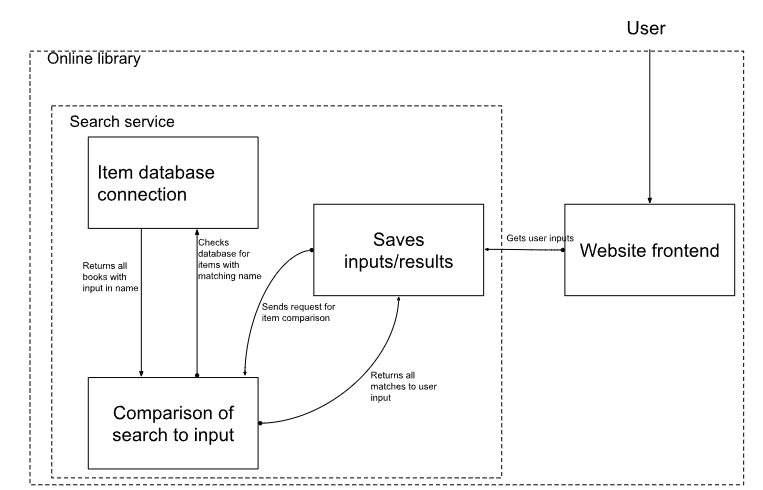 User
Online library
Search service
Item database
connection
Saves
inputs/results
Gets user inputs
Website frontend
Checks
database for
items with
matching name
Returns all
books with
input in name
Sends request for
item comparison
Returns all
matches to user
input
Comparison of
search to input